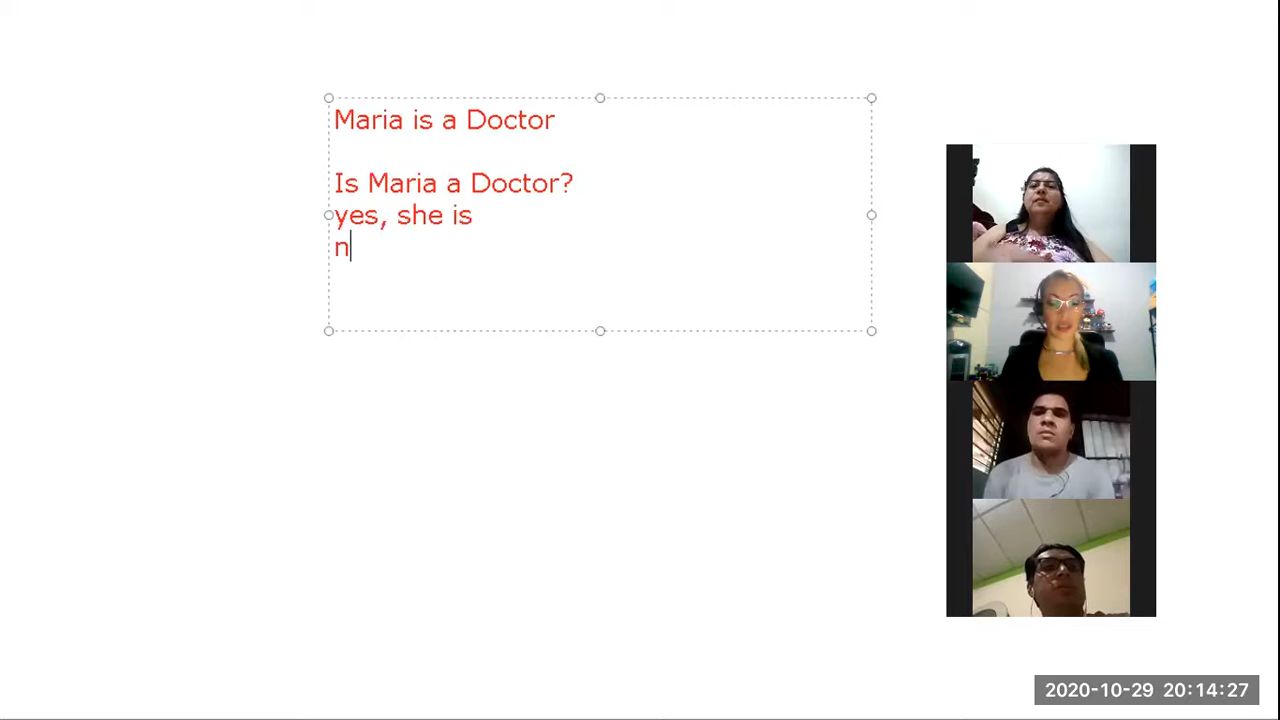 Maria is a Doctor
Is Maria a Doctor?
yes, she is
n
2020-10-29 20:14:27